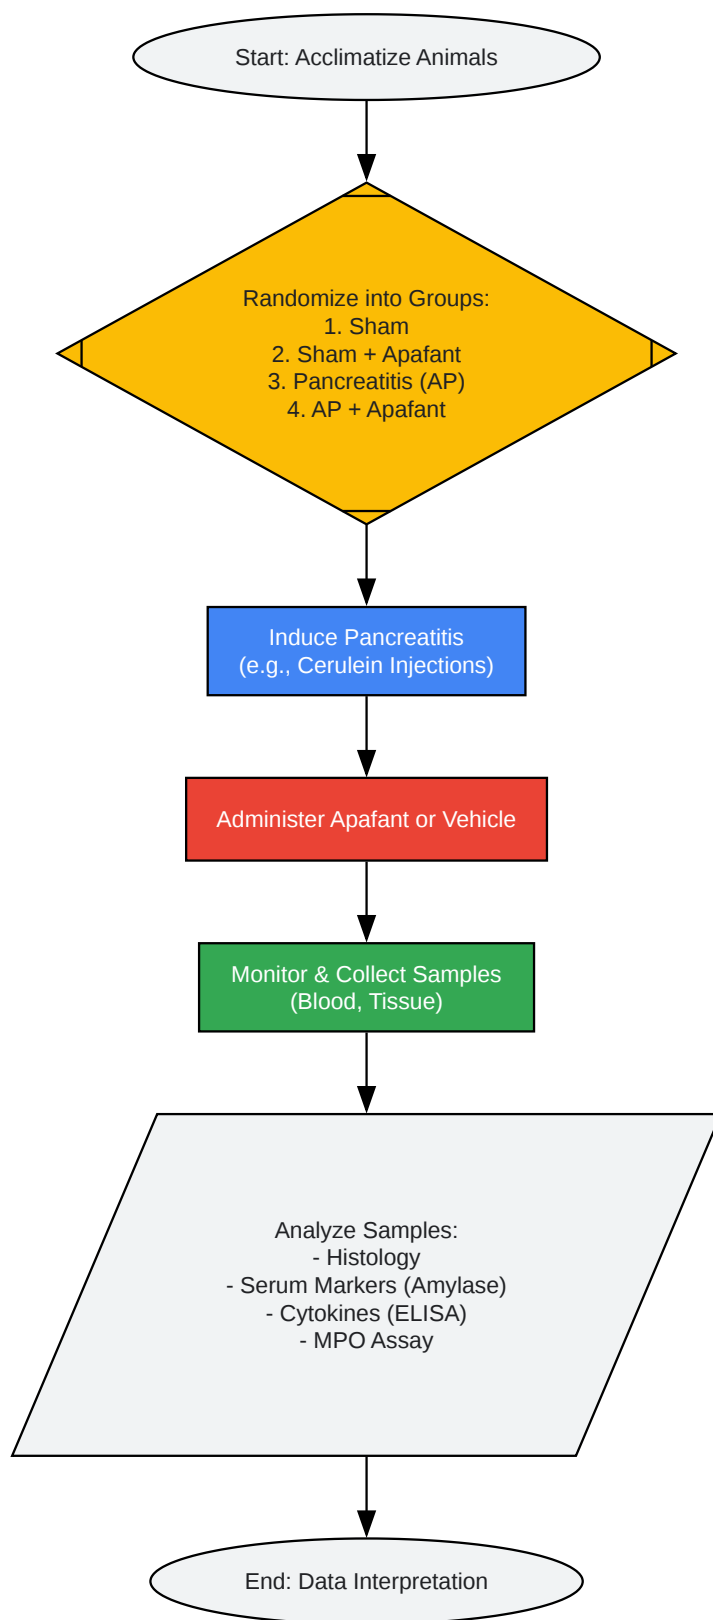 Start: Acclimatize Animals
Randomize into Groups:
1. Sham
2. Sham + Apafant
3. Pancreatitis (AP)
4. AP + Apafant
Induce Pancreatitis
(e.g., Cerulein Injections)
Administer Apafant or Vehicle
Monitor & Collect Samples
(Blood, Tissue)
Analyze Samples:
- Histology
- Serum Markers (Amylase)
- Cytokines (ELISA)
- MPO Assay
End: Data Interpretation